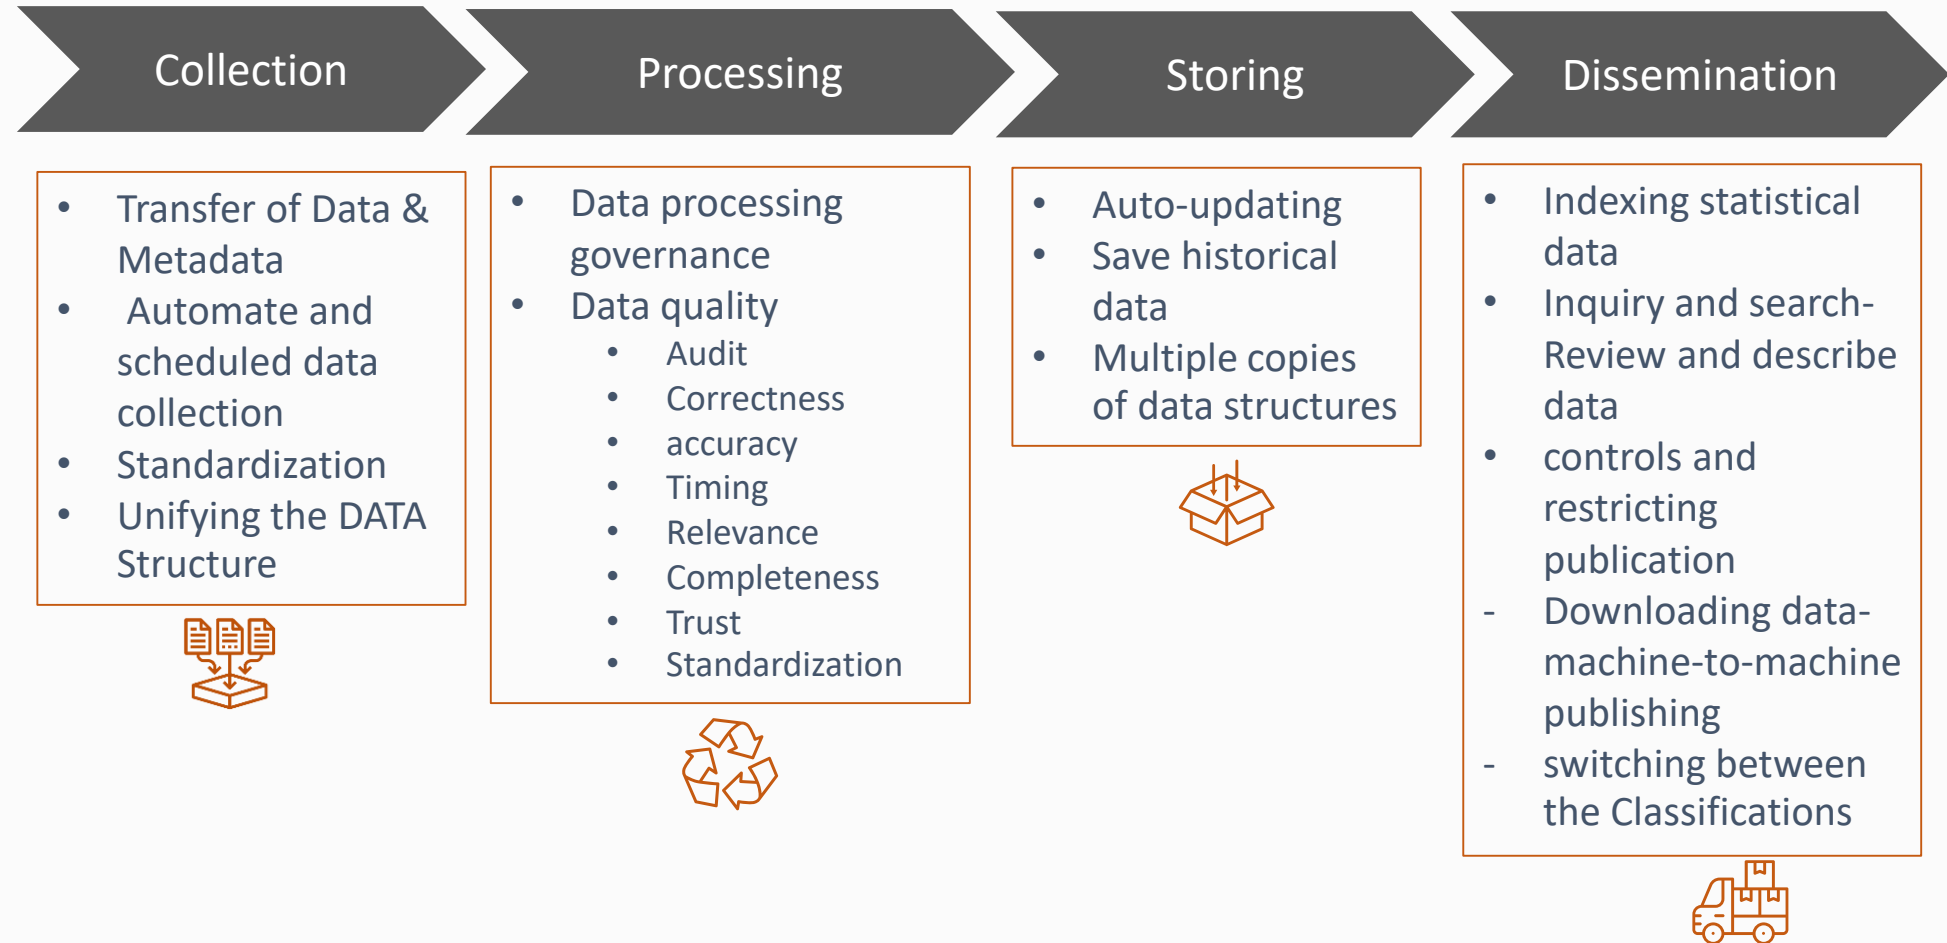 Collection
Processing
Storing
Dissemination
• Transfer of Data &
Metadata
• Automate and
scheduled data
collection
• Standardization
• Unifying the DATA
Structure
• Data processing
governance
• Data quality
• Audit
• Correctness
• accuracy
• Timing
• Relevance
• Completeness
• Trust
• Standardization
• Auto-updating
• Save historical
data
• Multiple copies
of data structures
• Indexing statistical
data
• Inquiry and search-
Review and describe
data
• controls and
restricting
publication
- Downloading data-
machine-to-machine
publishing
- switching between
the Classifications